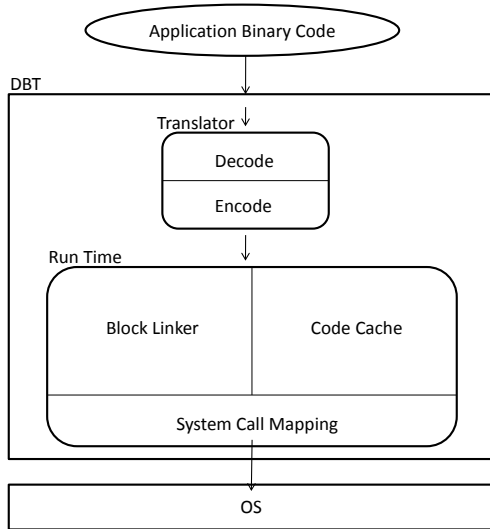 Application Binary Code
DBT
Translator
Decode
Encode
Run Time
Block Linker
Code Cache
System Call Mapping
OS